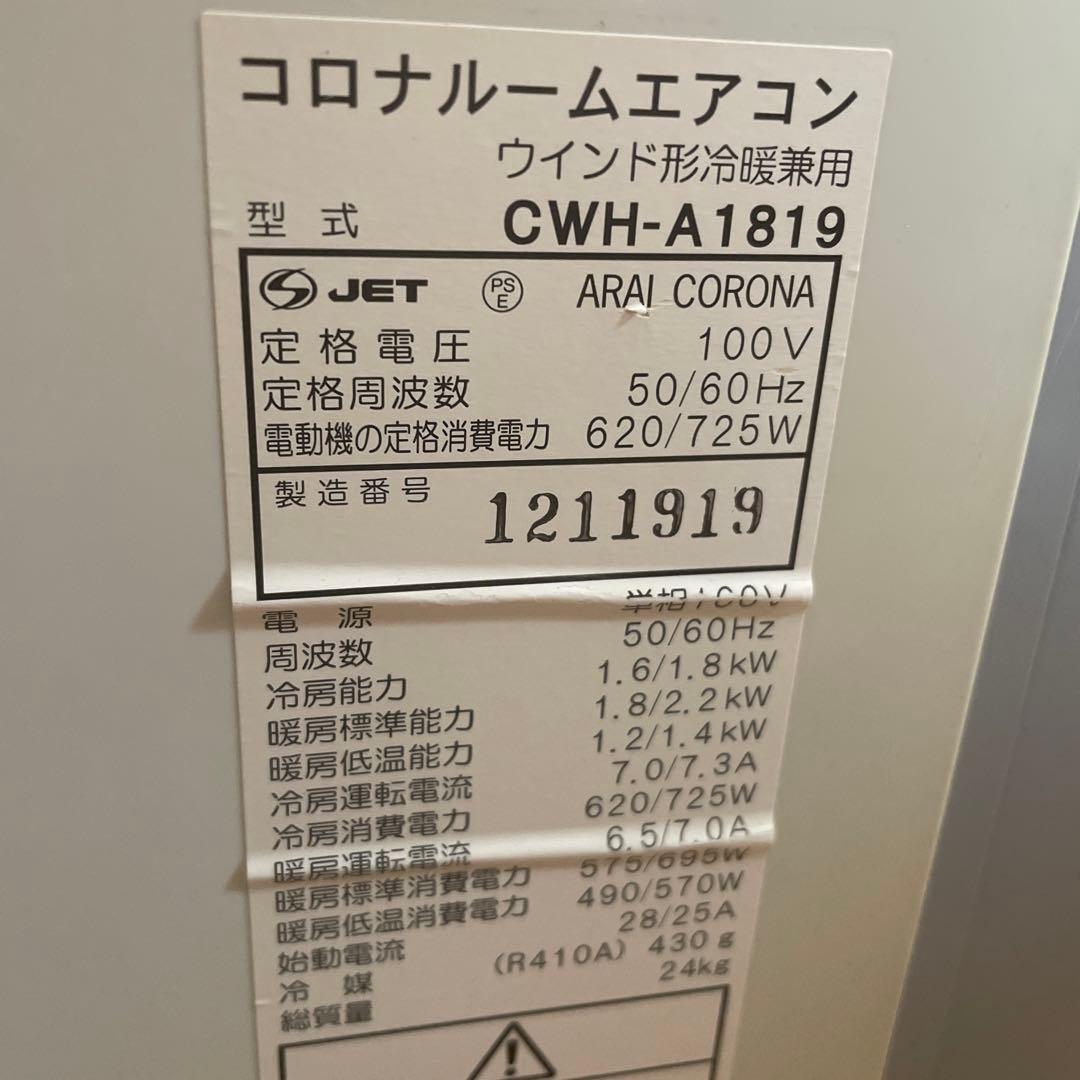 コロナルームエアコン
ウインド形冷暖兼用
型式 CWH-A1819
JET PSE ARAI CORONA
定格電圧 100V
定格周波数 50/60Hz
電動機の定格消費電力 620/725W
製造番号 1211919
電源 単相100V
周波数 50/60Hz
冷房能力 1.6/1.8kW
暖房標準能力 1.8/2.2kW
暖房低温能力 1.2/1.4kW
冷房運転電流 7.0/7.3A
冷房消費電力 620/725W
暖房運転電流 6.5/7.0A
暖房標準消費電力 575/695W
暖房低温消費電力 490/570W
始動電流 28/25A
冷媒 (R410A) 430g
総質量 24kg